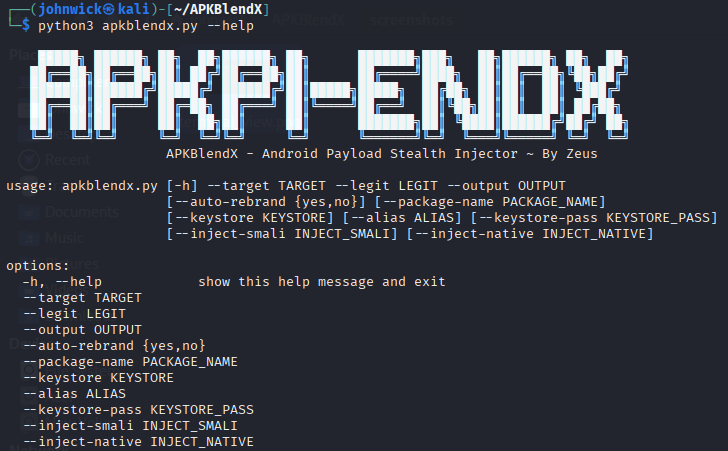 ┌──(johnwick㉿kali)-[~/APKBlendX]
└─$ python3 apkblendx.py --help
APKPI-ENDX
APKBlendX - Android Payload Stealth Injector ~ By Zeus
usage: apkblendx.py [-h] --target TARGET --legit LEGIT --output OUTPUT
[--auto-rebrand {yes,no}] [--package-name PACKAGE_NAME]
[--keystore KEYSTORE] [--alias ALIAS] [--keystore-pass KEYSTORE_PASS]
[--inject-smali INJECT_SMALI] [--inject-native INJECT_NATIVE]
options:
-h, --help show this help message and exit
--target TARGET
--legit LEGIT
--output OUTPUT
--auto-rebrand {yes,no}
--package-name PACKAGE_NAME
--keystore KEYSTORE
--alias ALIAS
--keystore-pass KEYSTORE_PASS
--inject-smali INJECT_SMALI
--inject-native INJECT_NATIVE
Recent
Documents
Music